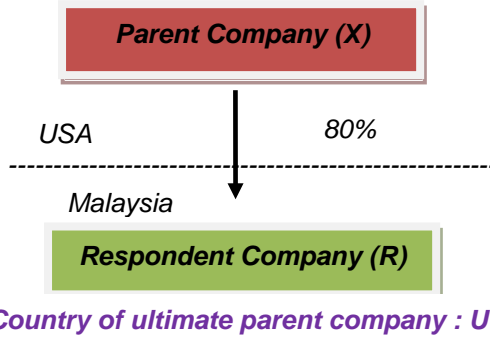 Parent Company (X)
USA 80%
Malaysia
Respondent Company (R)
Country of ultimate parent company : U